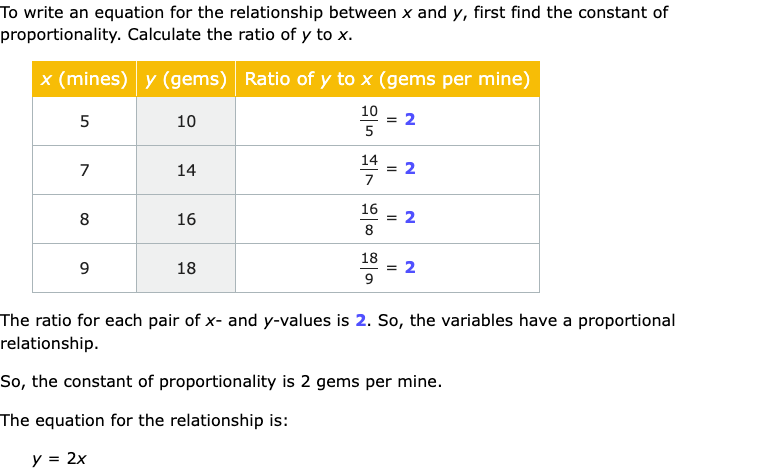 To write an equation for the relationship between x and y, first find the constant of
proportionality. Calculate the ratio of y to x.
x (mines) y (gems) Ratio of y to x (gems per mine)
5 10 10/5 = 2
7 14 14/7 = 2
8 16 16/8 = 2
9 18 18/9 = 2
The ratio for each pair of x- and y-values is 2. So, the variables have a proportional
relationship.
So, the constant of proportionality is 2 gems per mine.
The equation for the relationship is:
y = 2x